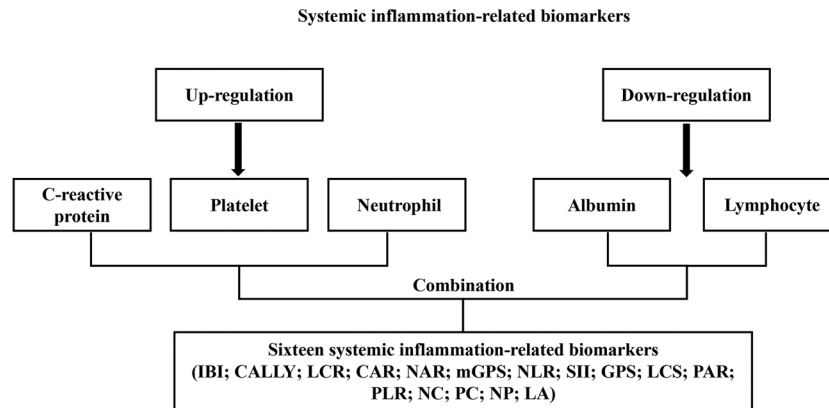 Systemic inflammation-related biomarkers
Up-regulation
Down-regulation
C-reactive
protein
Platelet
Neutrophil
Albumin
Lymphocyte
Combination
Sixteen systemic inflammation-related biomarkers
(IBI; CALLY; LCR; CAR; NAR; mGPS; NLR; SII; GPS; LCS; PAR;
PLR; NC; PC; NP; LA)